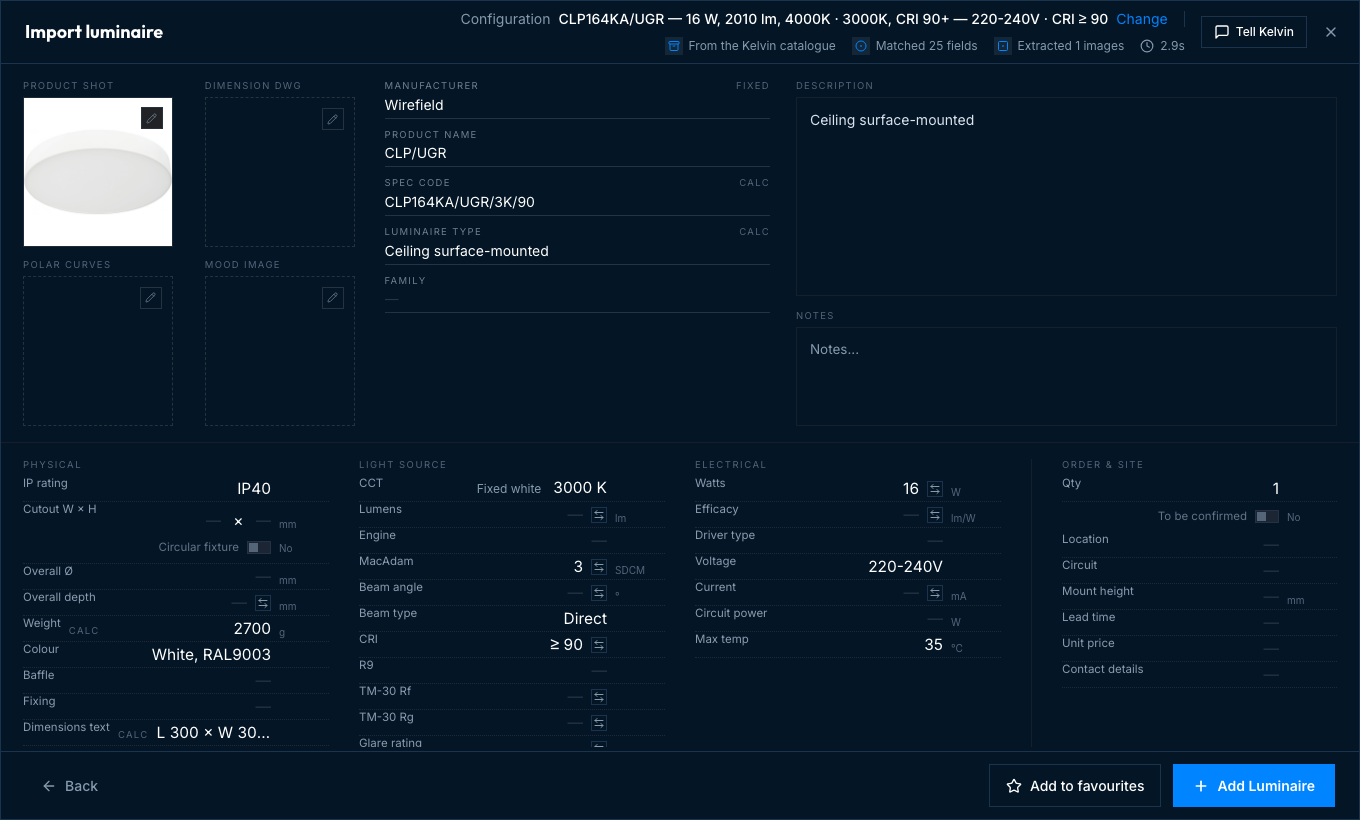 Import luminaire
Configuration CLP164KA/UGR — 16 W, 2010 lm, 4000K · 3000K, CRI 90+ — 220-240V · CRI ≥ 90 Change
From the Kelvin catalogue Matched 25 fields Extracted 1 images 2.9s
Tell Kelvin
PRODUCT SHOT
DIMENSION DWG
POLAR CURVES
MOOD IMAGE
MANUFACTURER FIXED
Wirefield
PRODUCT NAME
CLP/UGR
SPEC CODE CALC
CLP164KA/UGR/3K/90
LUMINAIRE TYPE CALC
Ceiling surface-mounted
FAMILY
—
DESCRIPTION
Ceiling surface-mounted
NOTES
Notes...
PHYSICAL
IP rating IP40
Cutout W × H — × — mm
Circular fixture No
Overall Ø — mm
Overall depth — mm
Weight CALC 2700 g
Colour White, RAL9003
Baffle —
Fixing —
Dimensions text CALC L 300 × W 30...
LIGHT SOURCE
CCT Fixed white 3000 K
Lumens — lm
Engine —
MacAdam 3 SDCM
Beam angle — °
Beam type Direct
CRI ≥ 90
R9 —
TM-30 Rf —
TM-30 Rg —
Glare rating
ELECTRICAL
Watts 16 W
Efficacy — lm/W
Driver type —
Voltage 220-240V
Current — mA
Circuit power — W
Max temp 35 °C
ORDER & SITE
Qty 1
To be confirmed No
Location —
Circuit —
Mount height — mm
Lead time —
Unit price —
Contact details —
Back
Add to favourites
Add Luminaire